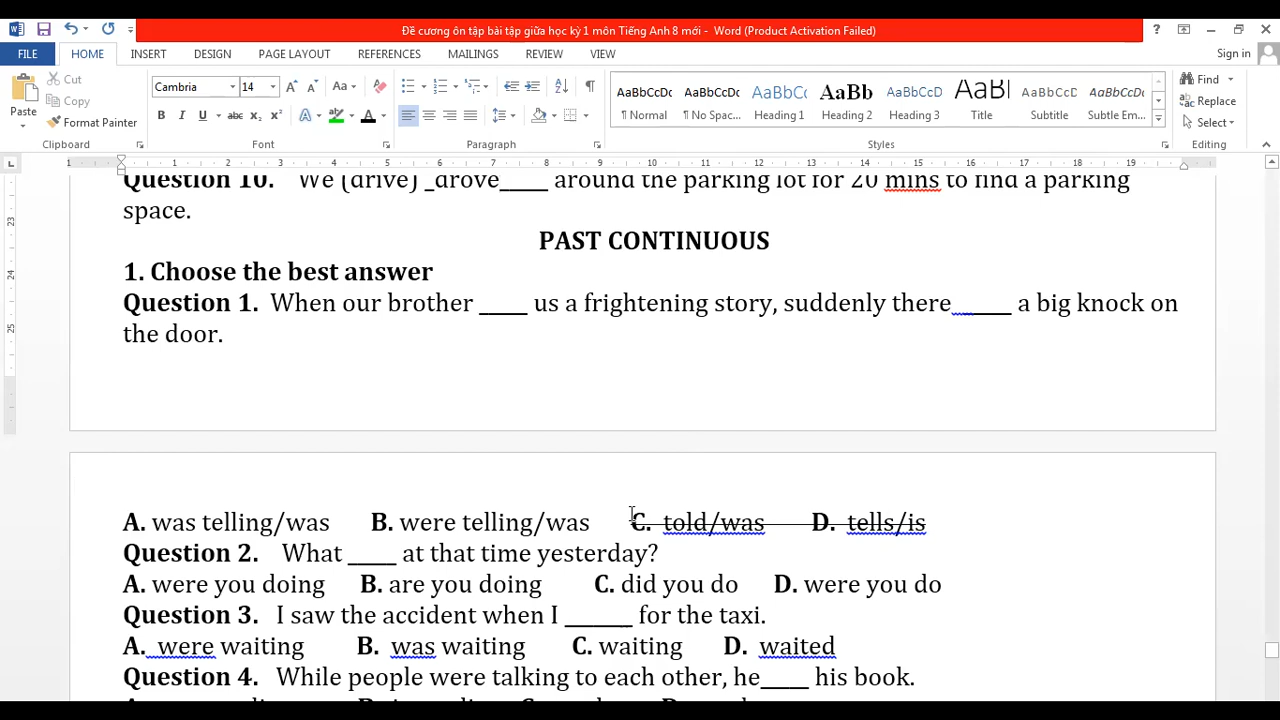 Đề cương ôn tập bài tập giữa học kỳ 1 môn Tiếng Anh 8 mới - Word (Product Activation Failed)
FILE HOME INSERT DESIGN PAGE LAYOUT REFERENCES MAILINGS REVIEW VIEW Sign in
Paste Cut Copy Format Painter
Cambria 14
AaBbCcDc AaBbCcDc AaBbCc AaBb AaBbCcDc AaBl AaBbCcDc AaBbCcDc
¶ Normal ¶ No Spac... Heading 1 Heading 2 Heading 3 Title Subtitle Subtle Em...
Find Replace Select
Clipboard Font Paragraph Styles Editing
Question 10. We (drive) _drove_____ around the parking lot for 20 mins to find a parking
space.
PAST CONTINUOUS
1. Choose the best answer
Question 1. When our brother _____ us a frightening story, suddenly there______ a big knock on
the door.
A. was telling/was B. were telling/was C. told/was D. tells/is
Question 2. What _____ at that time yesterday?
A. were you doing B. are you doing C. did you do D. were you do
Question 3. I saw the accident when I _______ for the taxi.
A. were waiting B. was waiting C. waiting D. waited
Question 4. While people were talking to each other, he_____ his book.